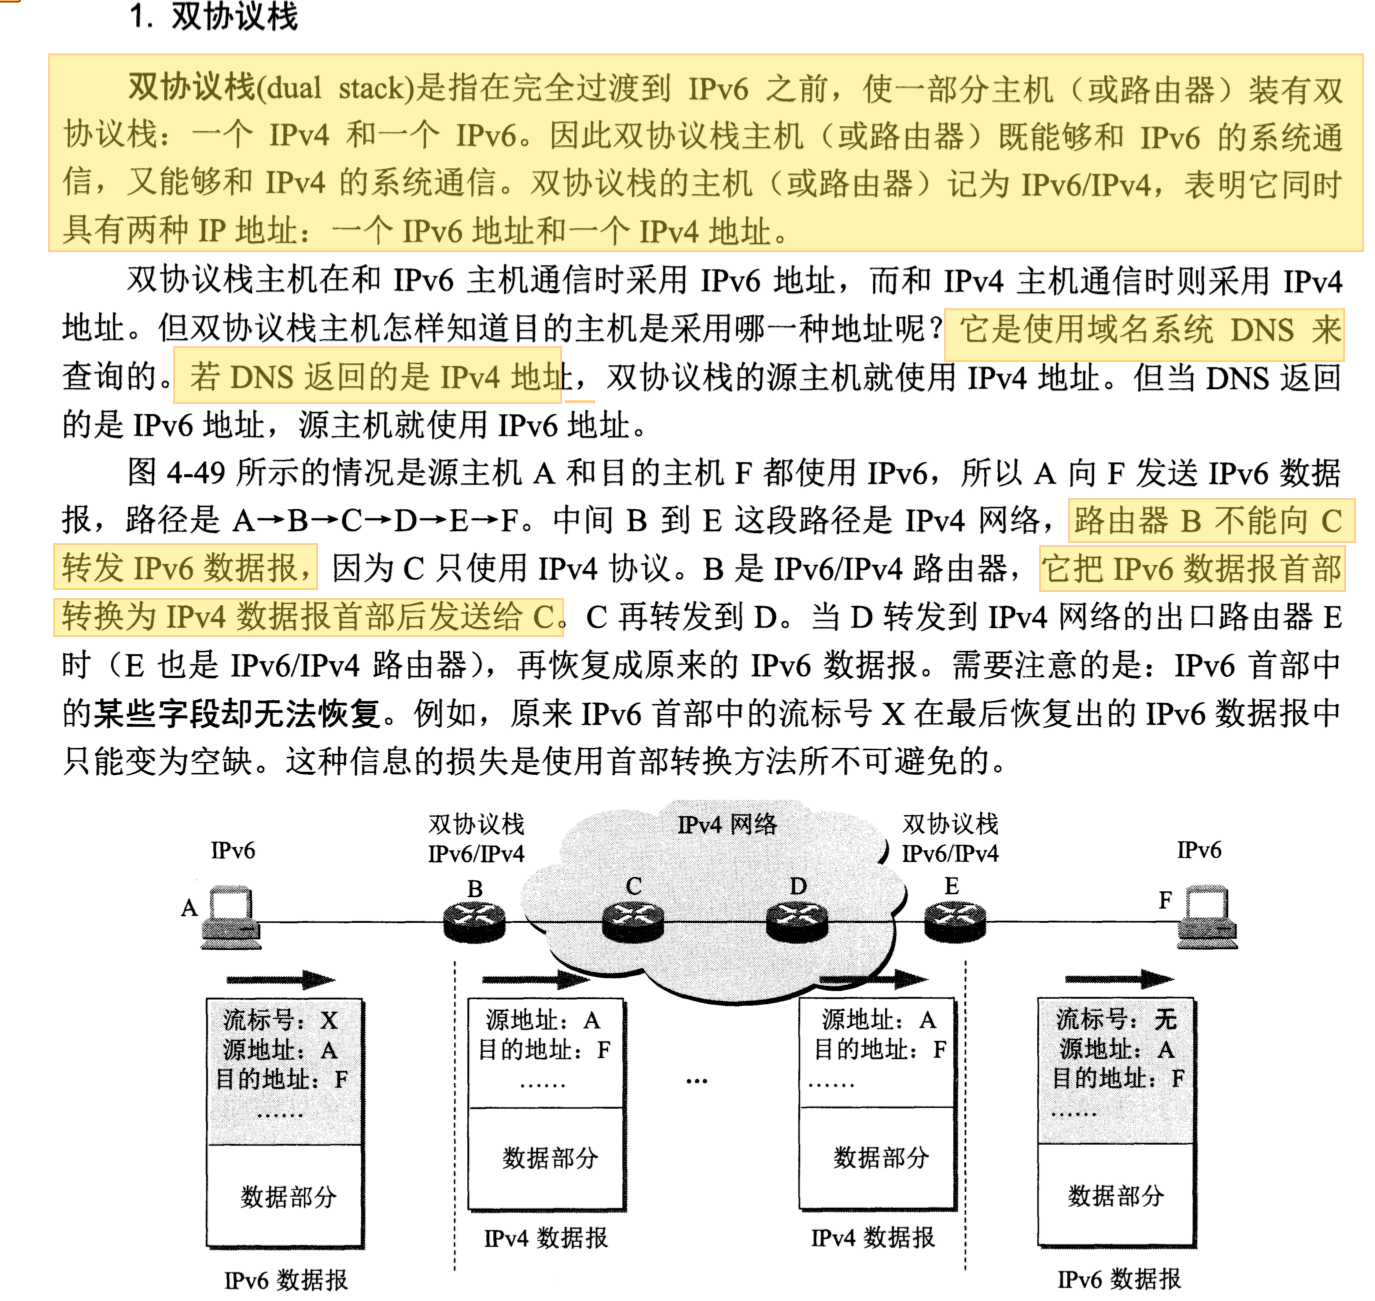 1. 双协议栈
双协议栈(dual stack)是指在完全过渡到 IPv6 之前，使一部分主机（或路由器）装有双
协议栈：一个 IPv4 和一个 IPv6。因此双协议栈主机（或路由器）既能够和 IPv6 的系统通
信，又能够和 IPv4 的系统通信。双协议栈的主机（或路由器）记为 IPv6/IPv4，表明它同时
具有两种 IP 地址：一个 IPv6 地址和一个 IPv4 地址。
双协议栈主机在和 IPv6 主机通信时采用 IPv6 地址，而和 IPv4 主机通信时则采用 IPv4
地址。但双协议栈主机怎样知道目的主机是采用哪一种地址呢？它是使用域名系统 DNS 来
查询的。若 DNS 返回的是 IPv4 地址，双协议栈的源主机就使用 IPv4 地址。但当 DNS 返回
的是 IPv6 地址，源主机就使用 IPv6 地址。
图 4-49 所示的情况是源主机 A 和目的主机 F 都使用 IPv6，所以 A 向 F 发送 IPv6 数据
报，路径是 A→B→C→D→E→F。中间 B 到 E 这段路径是 IPv4 网络，路由器 B 不能向 C
转发 IPv6 数据报，因为 C 只使用 IPv4 协议。B 是 IPv6/IPv4 路由器，它把 IPv6 数据报首部
转换为 IPv4 数据报首部后发送给 C。C 再转发到 D。当 D 转发到 IPv4 网络的出口路由器 E
时（E 也是 IPv6/IPv4 路由器），再恢复成原来的 IPv6 数据报。需要注意的是：IPv6 首部中
的某些字段却无法恢复。例如，原来 IPv6 首部中的流标号 X 在最后恢复出的 IPv6 数据报中
只能变为空缺。这种信息的损失是使用首部转换方法所不可避免的。
双协议栈
IPv4 网络
双协议栈
IPv6
IPv6/IPv4
IPv6/IPv4
IPv6
A
B
C
D
E
F
流标号：X
源地址：A
目的地址：F
……
数据部分
IPv6 数据报
源地址：A
目的地址：F
……
数据部分
IPv4 数据报
…
源地址：A
目的地址：F
……
数据部分
IPv4 数据报
流标号：无
源地址：A
目的地址：F
……
数据部分
IPv6 数据报